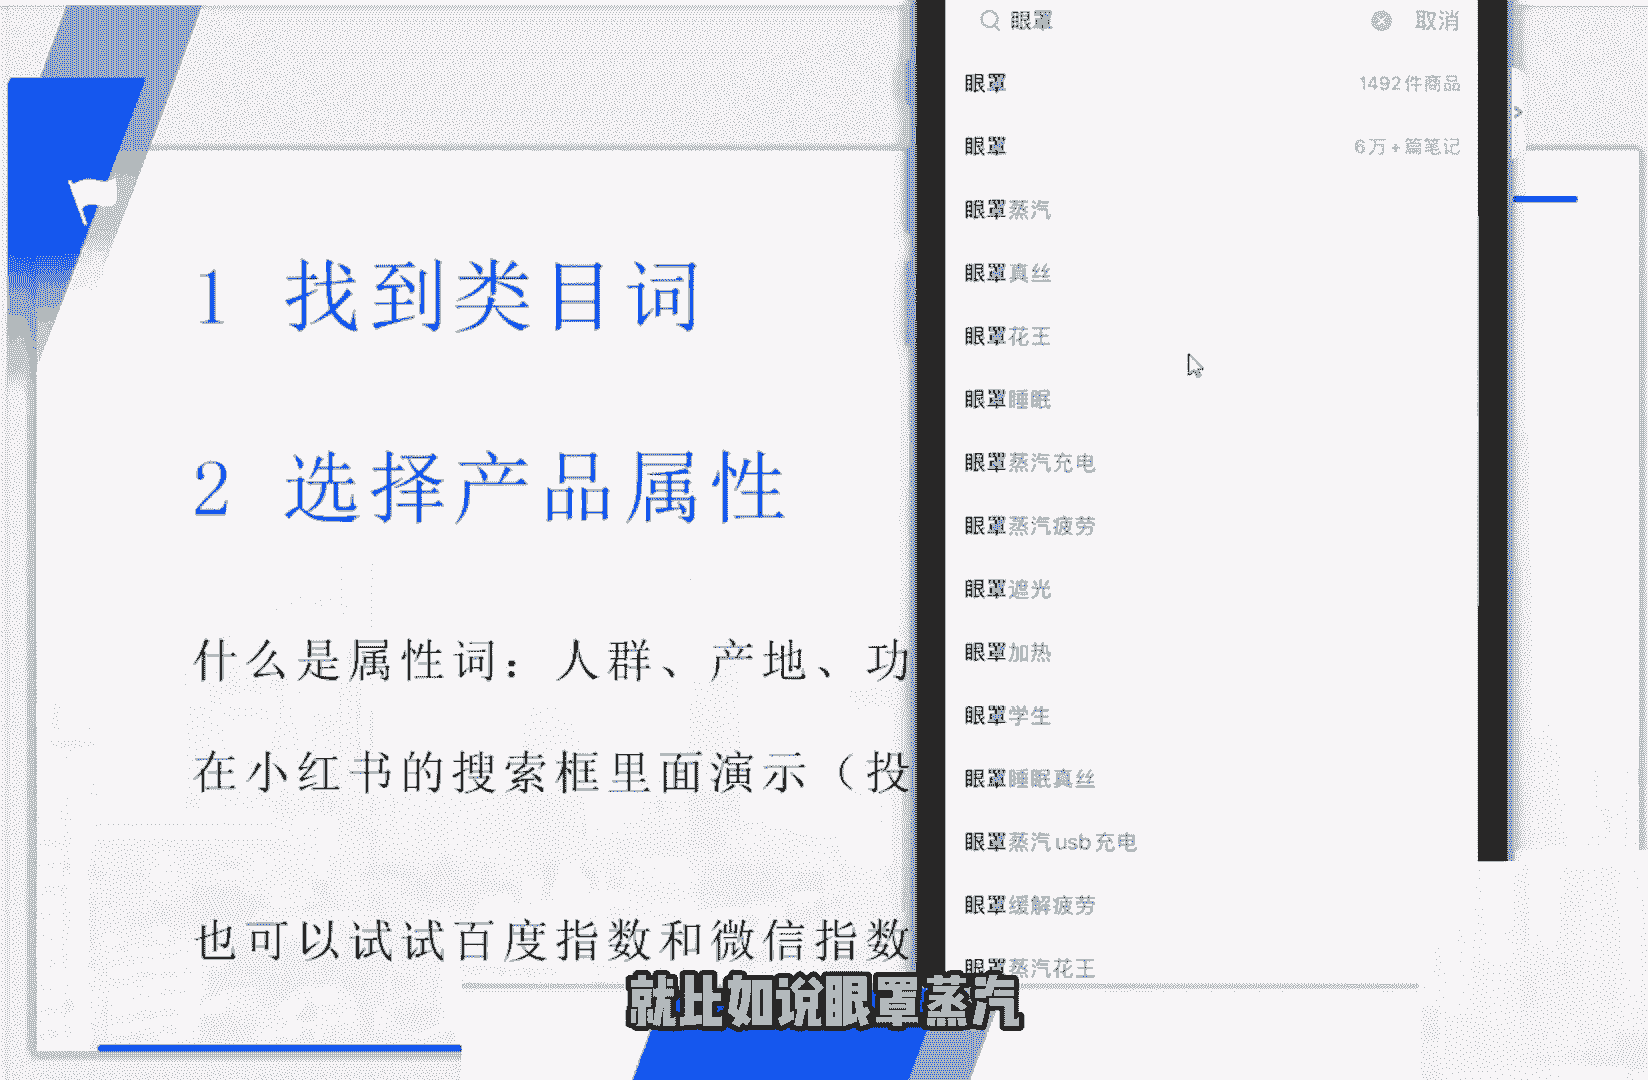 1 找到类目词
2 选择产品属性
什么是属性词：人群、产地、功
在小红书的搜索框里面演示（投
也可以试试百度指数和微信指数
眼罩 取消
眼罩 1492件商品
眼罩 6万+篇笔记
眼罩蒸汽
眼罩真丝
眼罩花王
眼罩睡眠
眼罩蒸汽充电
眼罩蒸汽疲劳
眼罩遮光
眼罩加热
眼罩学生
眼罩睡眠真丝
眼罩蒸汽usb充电
眼罩缓解疲劳
眼罩蒸汽花王
就比如说眼罩蒸汽